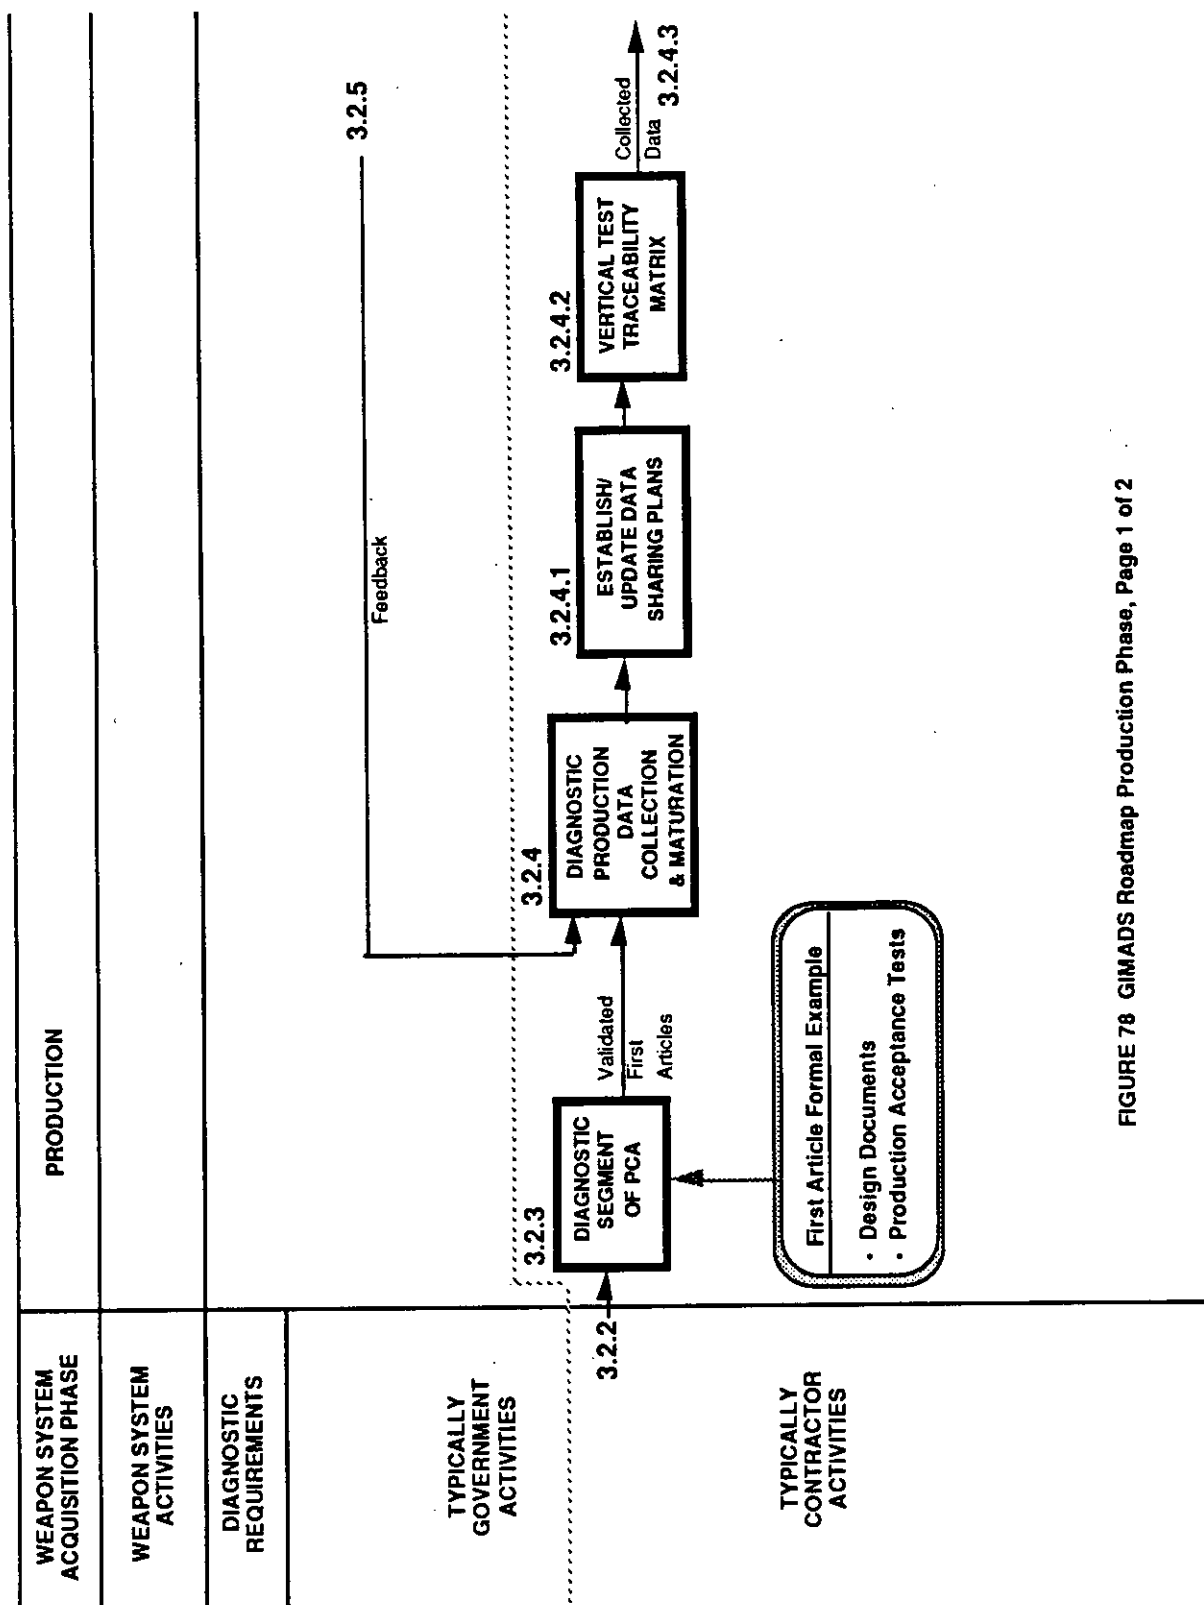 WEAPON SYSTEM
ACQUISITION PHASE
PRODUCTION
WEAPON SYSTEM
ACTIVITIES
DIAGNOSTIC
REQUIREMENTS
TYPICALLY
GOVERNMENT
ACTIVITIES
Feedback
3.2.5
TYPICALLY
CONTRACTOR
ACTIVITIES
3.2.2
3.2.3
DIAGNOSTIC
SEGMENT
OF PCA
Validated
First
Articles
3.2.4
DIAGNOSTIC
PRODUCTION
DATA
COLLECTION
& MATURATION
3.2.4.1
ESTABLISH/
UPDATE DATA
SHARING PLANS
3.2.4.2
VERTICAL TEST
TRACEABILITY
MATRIX
Collected
Data
3.2.4.3
First Article Formal Example
· Design Documents
· Production Acceptance Tests
FIGURE 78 GIMADS Roadmap Production Phase, Page 1 of 2